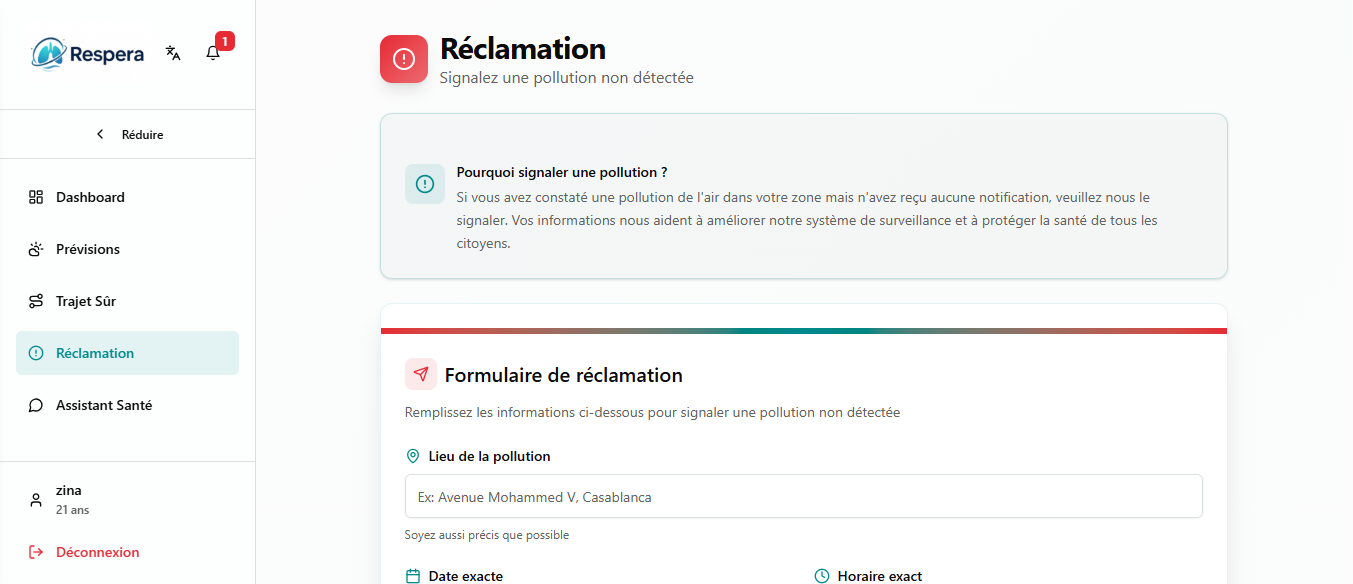 Respera
1
Réduire
Dashboard
Prévisions
Trajet Sûr
Réclamation
Assistant Santé
zina
21 ans
Déconnexion
Réclamation
Signalez une pollution non détectée
Pourquoi signaler une pollution ?
Si vous avez constaté une pollution de l'air dans votre zone mais n'avez reçu aucune notification, veuillez nous le
signaler. Vos informations nous aident à améliorer notre système de surveillance et à protéger la santé de tous les
citoyens.
Formulaire de réclamation
Remplissez les informations ci-dessous pour signaler une pollution non détectée
Lieu de la pollution
Ex: Avenue Mohammed V, Casablanca
Soyez aussi précis que possible
Date exacte
Horaire exact